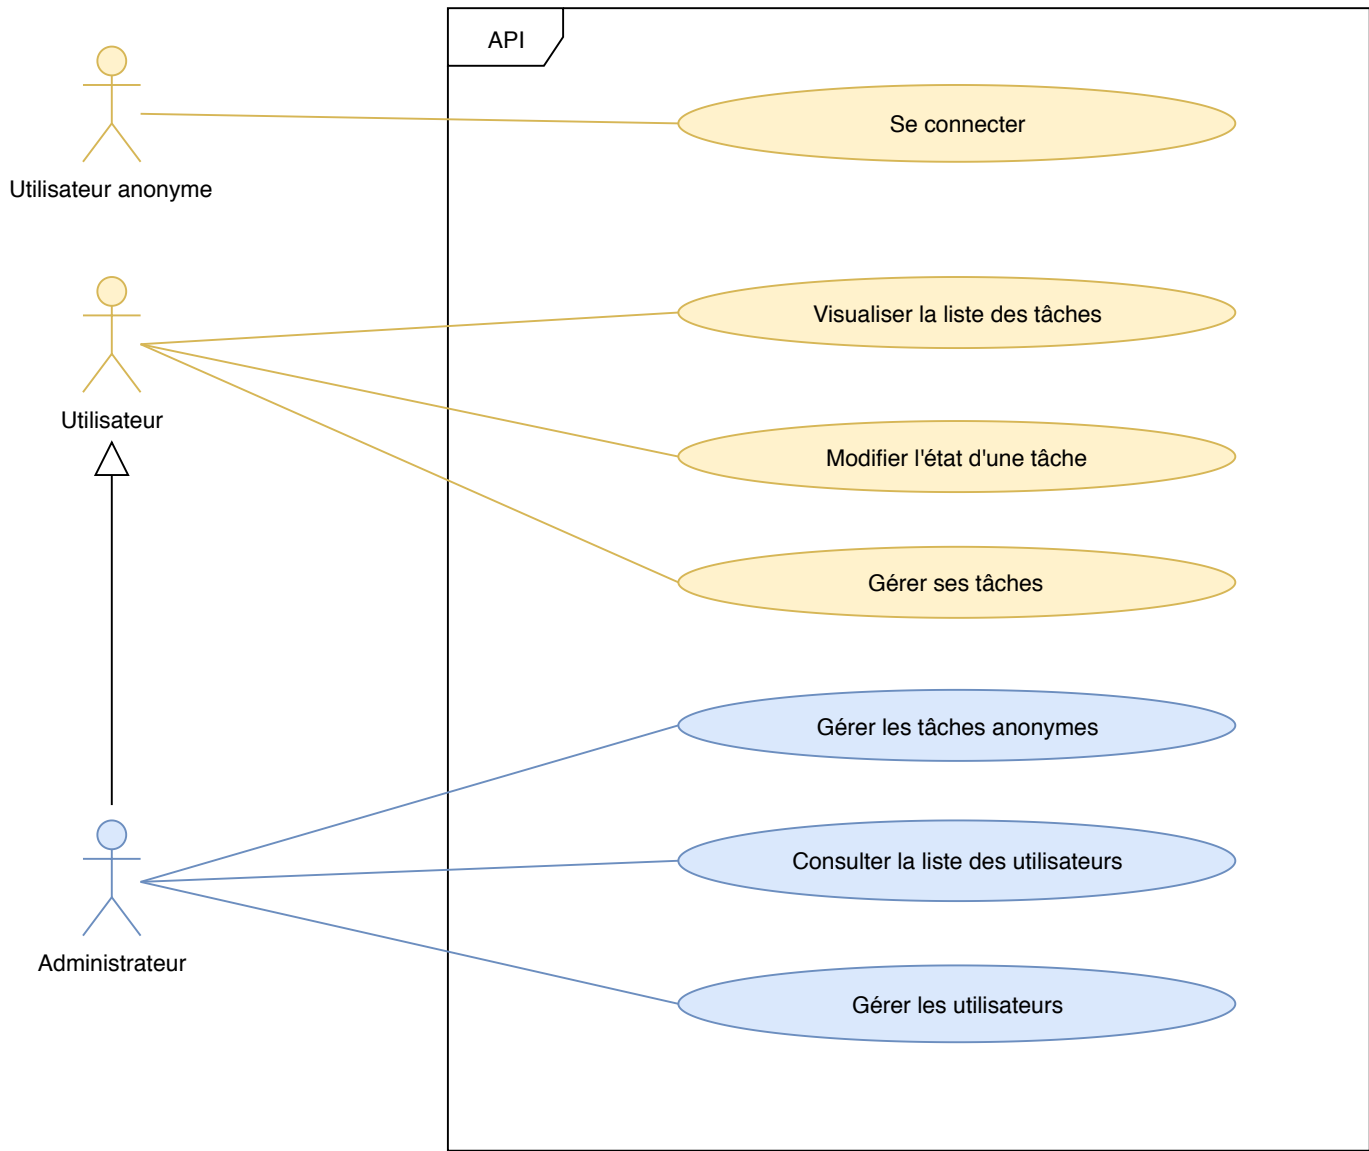 API
Se connecter
Utilisateur anonyme
Visualiser la liste des tâches
Utilisateur
Modifier l'état d'une tâche
Gérer ses tâches
Gérer les tâches anonymes
Consulter la liste des utilisateurs
Administrateur
Gérer les utilisateurs